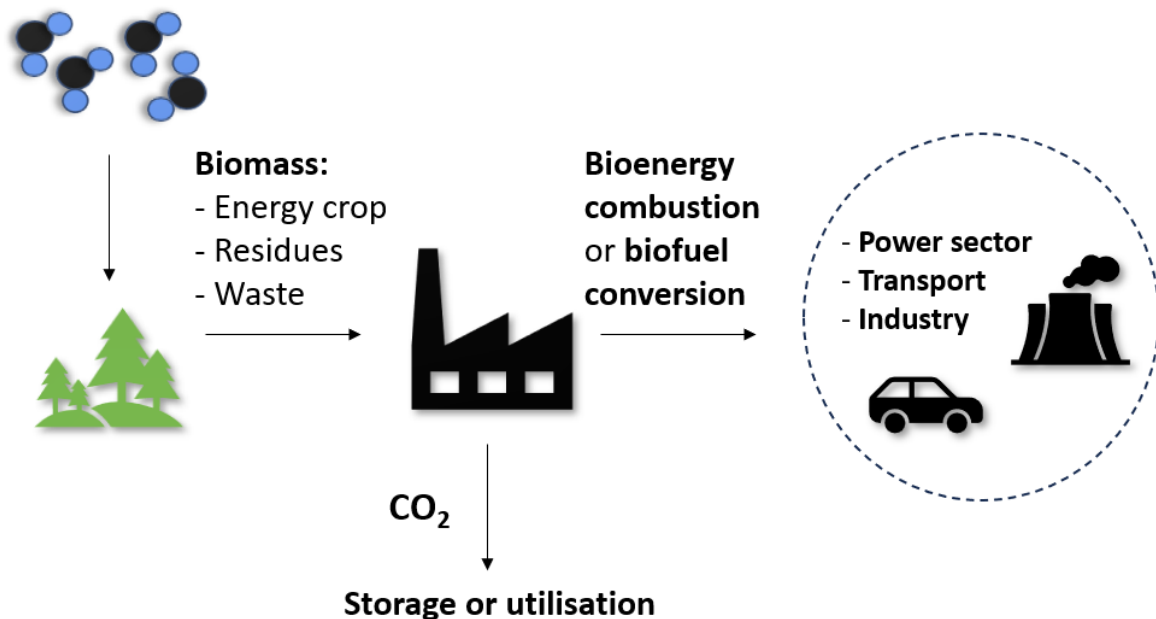 Biomass:
- Energy crop
- Residues
- Waste
Bioenergy
combustion
or biofuel
conversion
- Power sector
- Transport
- Industry
CO₂
Storage or utilisation